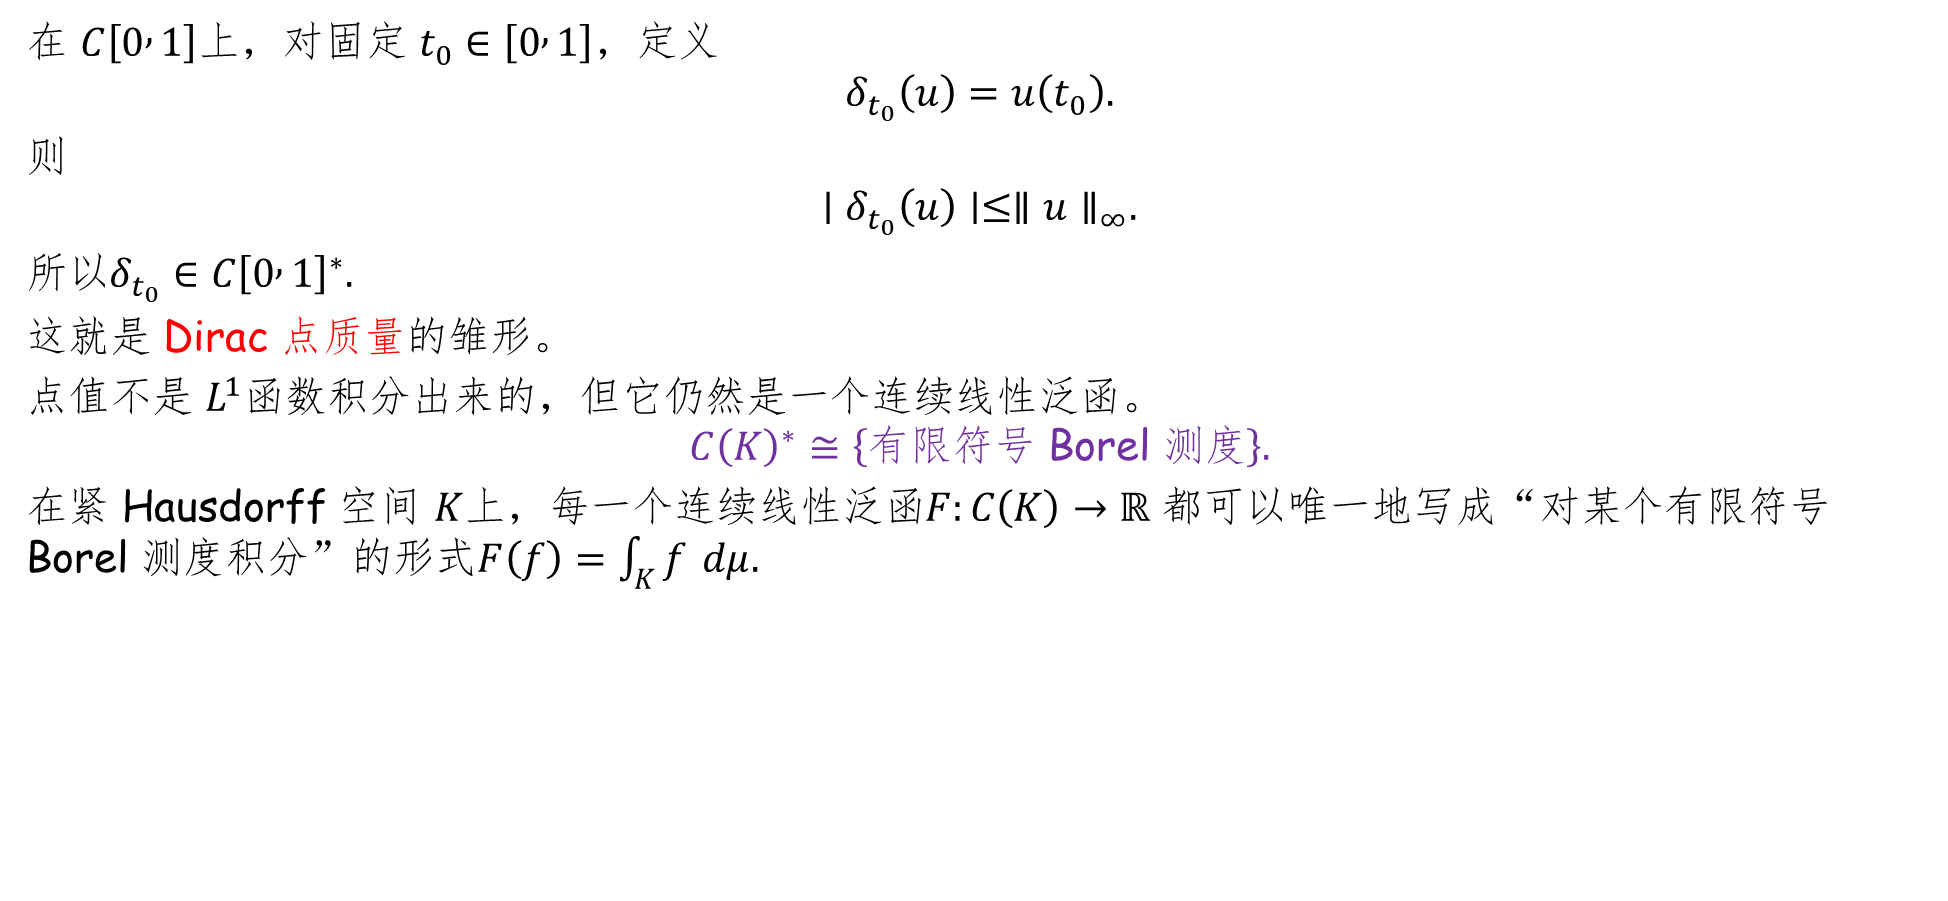 在 C[0,1]上，对固定 t₀ ∈ [0,1]，定义
δ_{t₀}(u) = u(t₀).
则
∣ δ_{t₀}(u) ∣≤∥ u ∥_∞.
所以δ_{t₀} ∈ C[0,1]*.
这就是 Dirac 点质量的雏形。
点值不是 L¹函数积分出来的，但它仍然是一个连续线性泛函。
C(K)* ≅ {有限符号 Borel 测度}.
在紧 Hausdorff 空间 K上，每一个连续线性泛函F: C(K) → ℝ 都可以唯一地写成“对某个有限符号
Borel 测度积分”的形式F(f) = ∫_K f dμ.